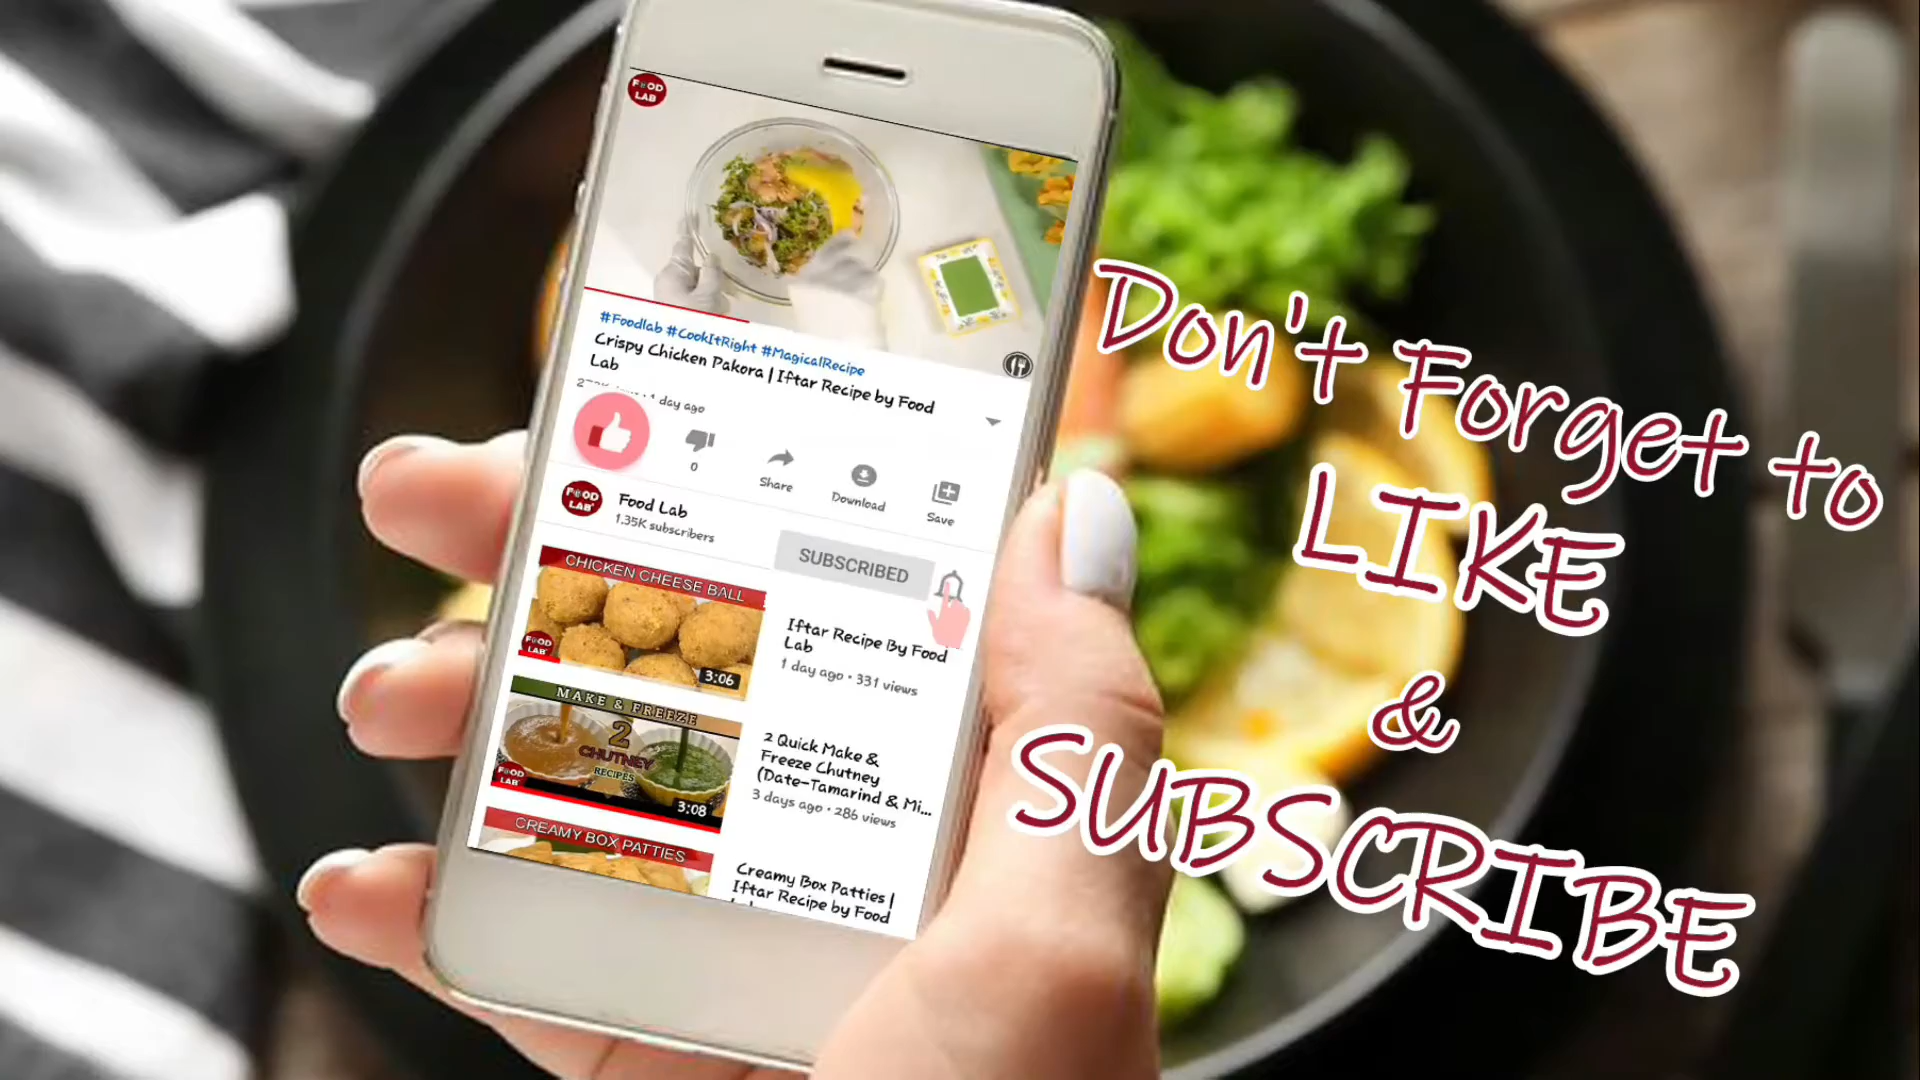 FOOD
LAB
#Foodlab #CookItRight #MagicalRecipe
Crispy Chicken Pakora | Iftar Recipe by Food
Lab
1 day ago
0
Share
Download
Save
FOOD
LAB
Food Lab
1.35K subscribers
SUBSCRIBED
CHICKEN CHEESE BALL
FOOD
LAB
3:06
Iftar Recipe By Food
Lab
1 day ago • 331 views
MAKE & FREEZE
2
CHUTNEY
RECIPES
FOOD
LAB
3:08
2 Quick Make &
Freeze Chutney
(Date-Tamarind & Mi...
3 days ago • 286 views
CREAMY BOX PATTIES
Creamy Box Patties |
Iftar Recipe by Food
Don't Forget to
LIKE
&
SUBSCRIBE